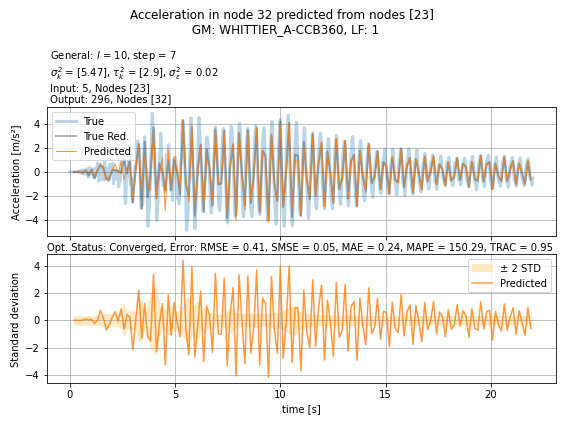 Acceleration in node 32 predicted from nodes [23]
GM: WHITTIER_A-CCB360, LF: 1
General: l = 10, step = 7
σ²ₖ = [5.47], τ²ₖ = [2.9], σ²ε = 0.02
Input: 5, Nodes [23]
Output: 296, Nodes [32]
True
True Red.
Predicted
4
2
0
−2
−4
Acceleration [m/s²]
Opt. Status: Converged, Error: RMSE = 0.41, SMSE = 0.05, MAE = 0.24, MAPE = 150.29, TRAC = 0.95
± 2 STD
Predicted
4
2
0
−2
−4
Standard deviation
0 5 10 15 20
time [s]